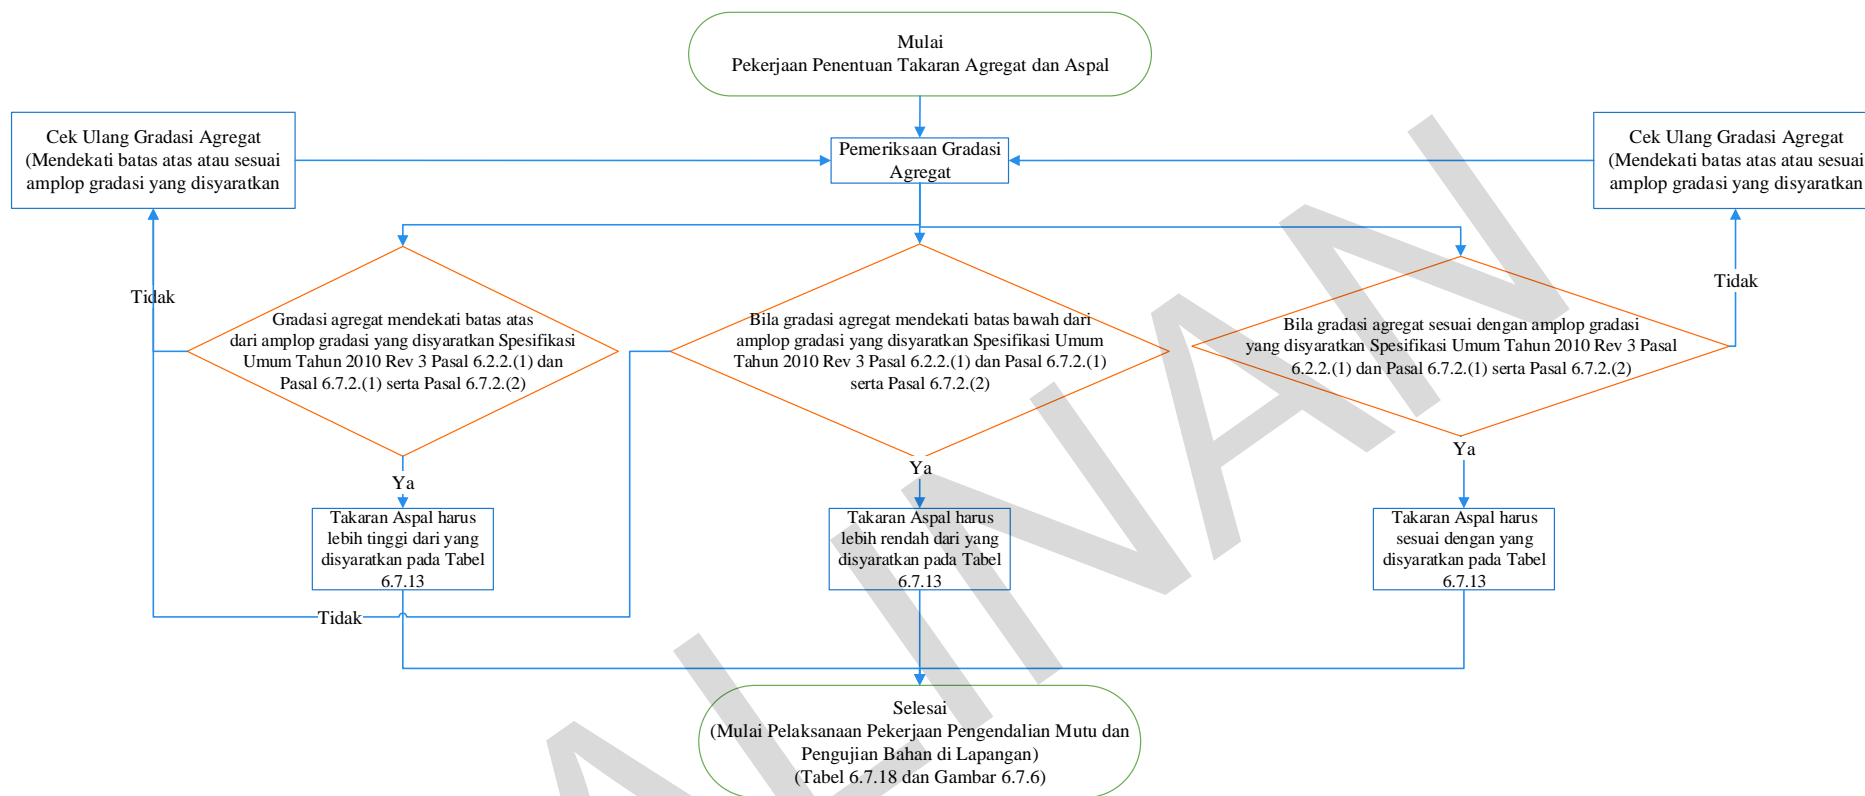 Mulai
Pekerjaan Penentuan Takaran Agregat dan Aspal
Cek Ulang Gradasi Agregat
(Mendekati batas atas atau sesuai
amplop gradasi yang disyaratkan
Pemeriksaan Gradasi
Agregat
Cek Ulang Gradasi Agregat
(Mendekati batas atas atau sesuai
amplop gradasi yang disyaratkan
Tidak
Gradasi agregat mendekati batas atas
dari amplop gradasi yang disyaratkan Spesifikasi
Umum Tahun 2010 Rev 3 Pasal 6.2.2.(1) dan
Pasal 6.7.2.(1) serta Pasal 6.7.2.(2)
Bila gradasi agregat mendekati batas bawah dari
amplop gradasi yang disyaratkan Spesifikasi Umum
Tahun 2010 Rev 3 Pasal 6.2.2.(1) dan Pasal 6.7.2.(1)
serta Pasal 6.7.2.(2)
Bila gradasi agregat sesuai dengan amplop gradasi
yang disyaratkan Spesifikasi Umum Tahun 2010 Rev 3 Pasal
6.2.2.(1) dan Pasal 6.7.2.(1) serta Pasal 6.7.2.(2)
Tidak
Ya
Ya
Ya
Takaran Aspal harus
lebih tinggi dari yang
disyaratkan pada Tabel
6.7.13
Takaran Aspal harus
lebih rendah dari yang
disyaratkan pada Tabel
6.7.13
Takaran Aspal harus
sesuai dengan yang
disyaratkan pada Tabel
6.7.13
Tidak
Selesai
(Mulai Pelaksanaan Pekerjaan Pengendalian Mutu dan
Pengujian Bahan di Lapangan)
(Tabel 6.7.18 dan Gambar 6.7.6)
ALINAN